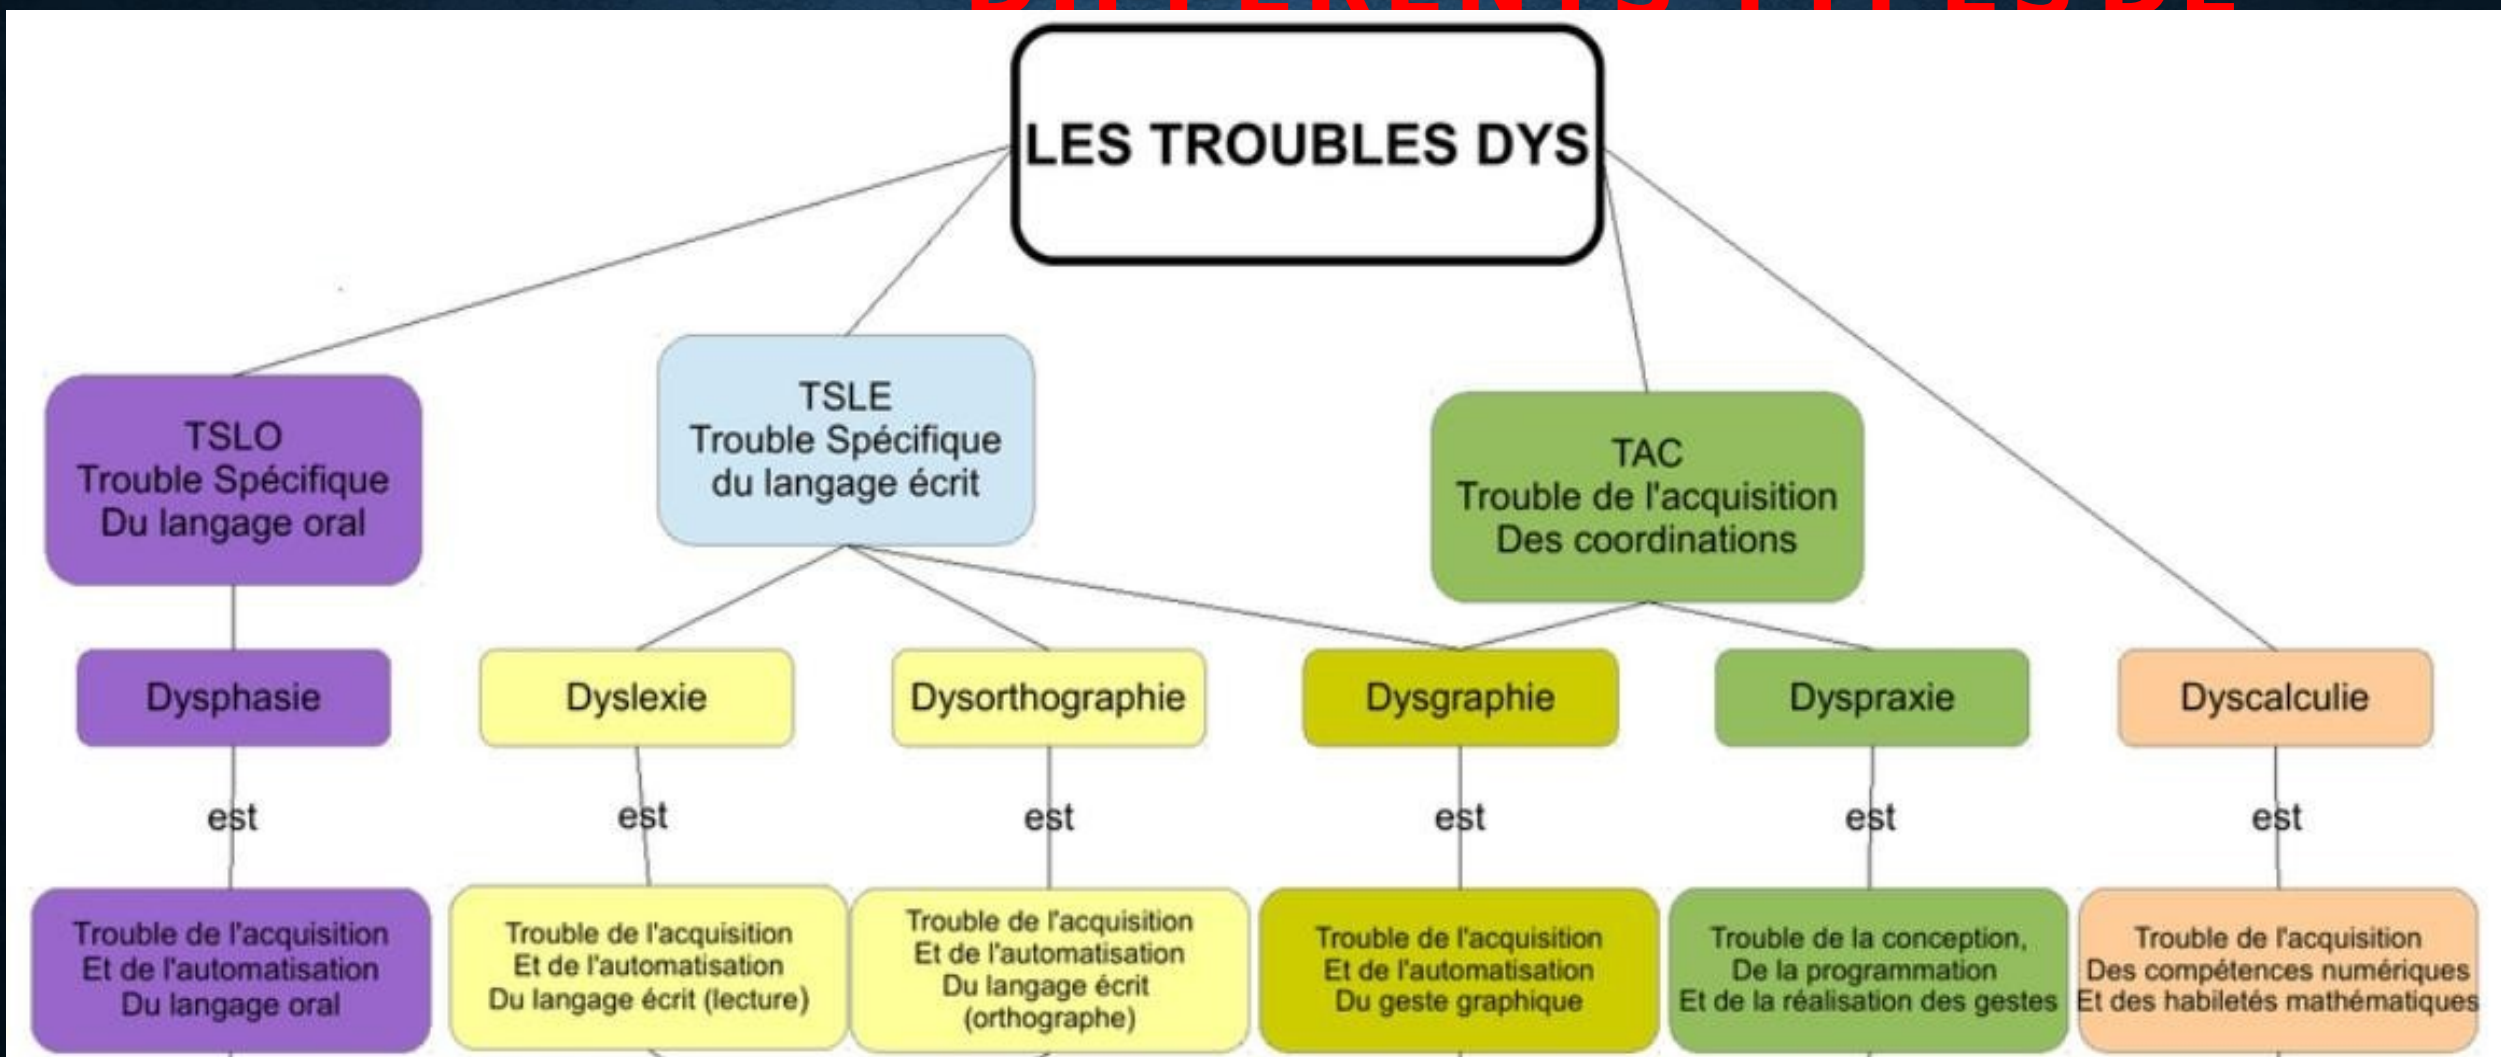 DIFFÉRENTS TYPES DE
LES TROUBLES DYS
TSLO
Trouble Spécifique
Du langage oral
TSLE
Trouble Spécifique
du langage écrit
TAC
Trouble de l'acquisition
Des coordinations
Dysphasie
Dyslexie
Dysorthographie
Dysgraphie
Dyspraxie
Dyscalculie
est
est
est
est
est
est
Trouble de l'acquisition
Et de l'automatisation
Du langage oral
Trouble de l'acquisition
Et de l'automatisation
Du langage écrit (lecture)
Trouble de l'acquisition
Et de l'automatisation
Du langage écrit
(orthographe)
Trouble de l'acquisition
Et de l'automatisation
Du geste graphique
Trouble de la conception,
De la programmation
Et de la réalisation des gestes
Trouble de l'acquisition
Des compétences numériques
Et des habiletés mathématiques